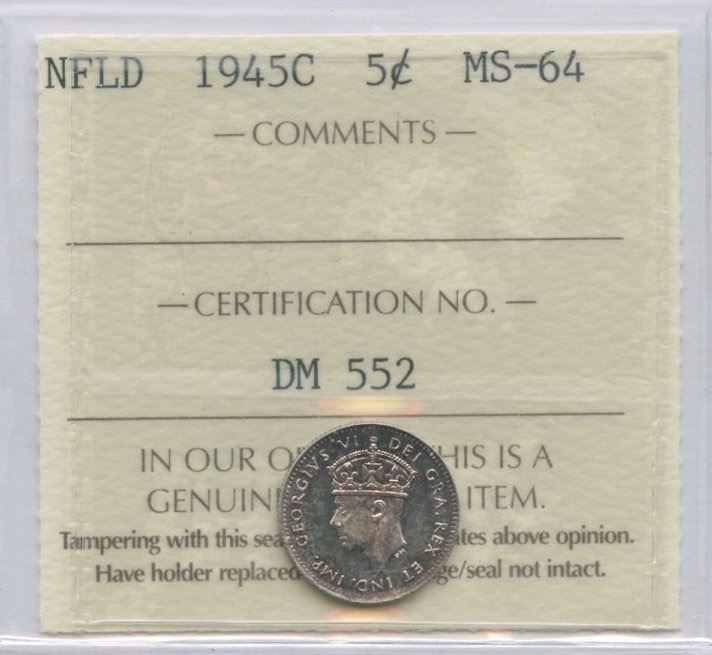 NFLD 1945C 5¢ MS-64
— COMMENTS —
— CERTIFICATION NO. —
DM 552
IN OUR O HIS IS A
GENUIN ITEM.
Tampering with this sea tes above opinion.
Have holder replaced ge/seal not intact.
GEORGIVS VI DEI GRA. REX ET IND. IMP.
PM